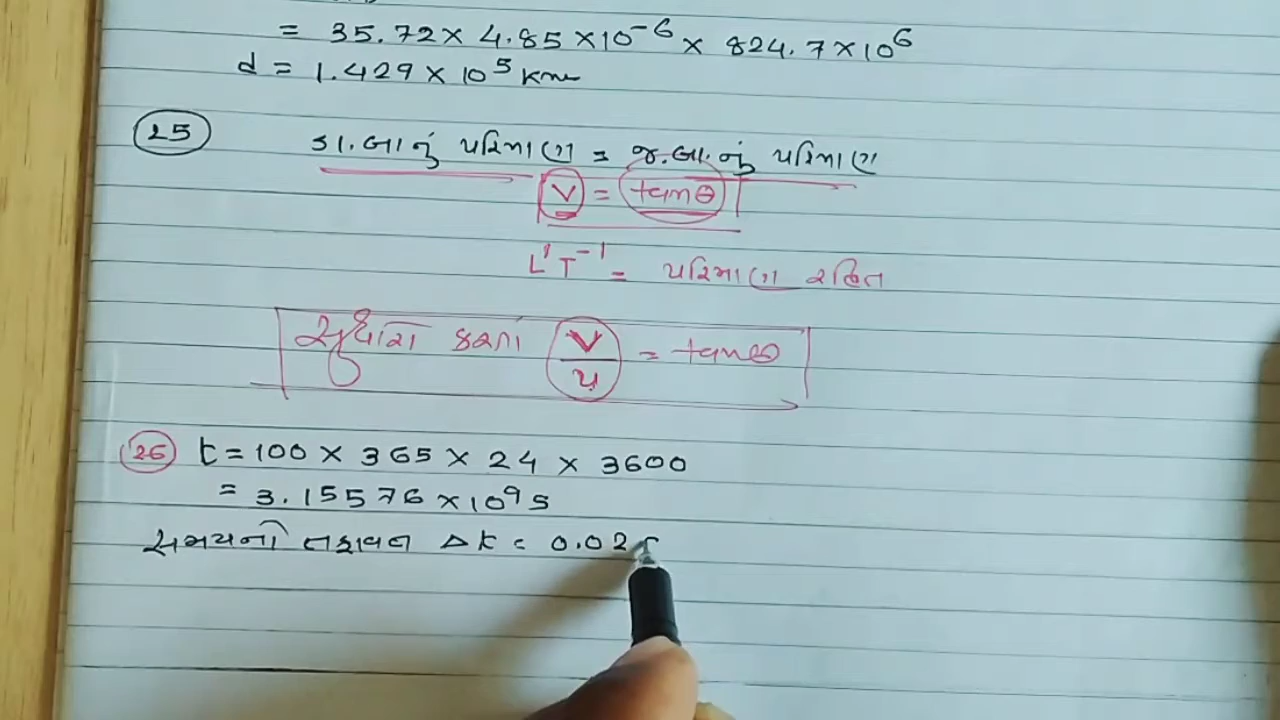 = 35.72 × 4.85 × 10⁻⁶ × 824.7 × 10⁶
d = 1.429 × 10⁵ km
25 ડા.બાનું પરિમાણ = જ.બા.નું પરિમાણ
v = tanθ
L¹T⁻¹ = પરિમાણ રહિત
સુધારા કરતાં v/u = tanθ
26 t = 100 × 365 × 24 × 3600
= 3.15576 × 10⁹ s
સમયનો તફાવત Δt = 0.02